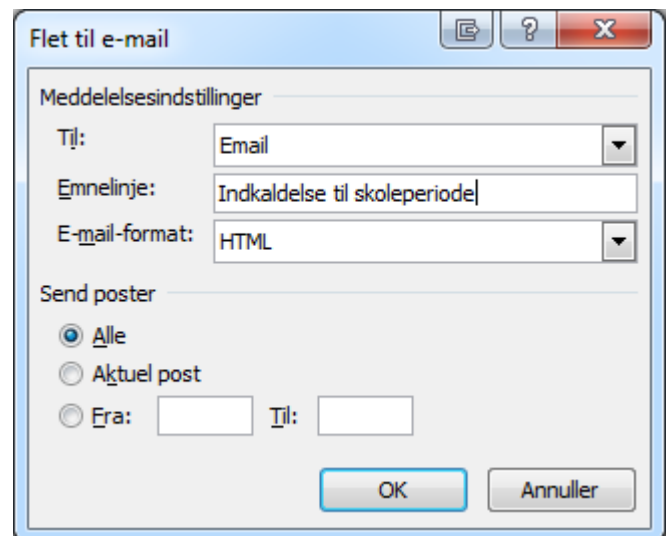 Flet til e-mail
Meddelelsesindstillinger
Til: Email
Emnelinje: Indkaldelse til skoleperiode
E-mail-format: HTML
Send poster
Alle
Aktuel post
Fra: Til:
OK Annuller